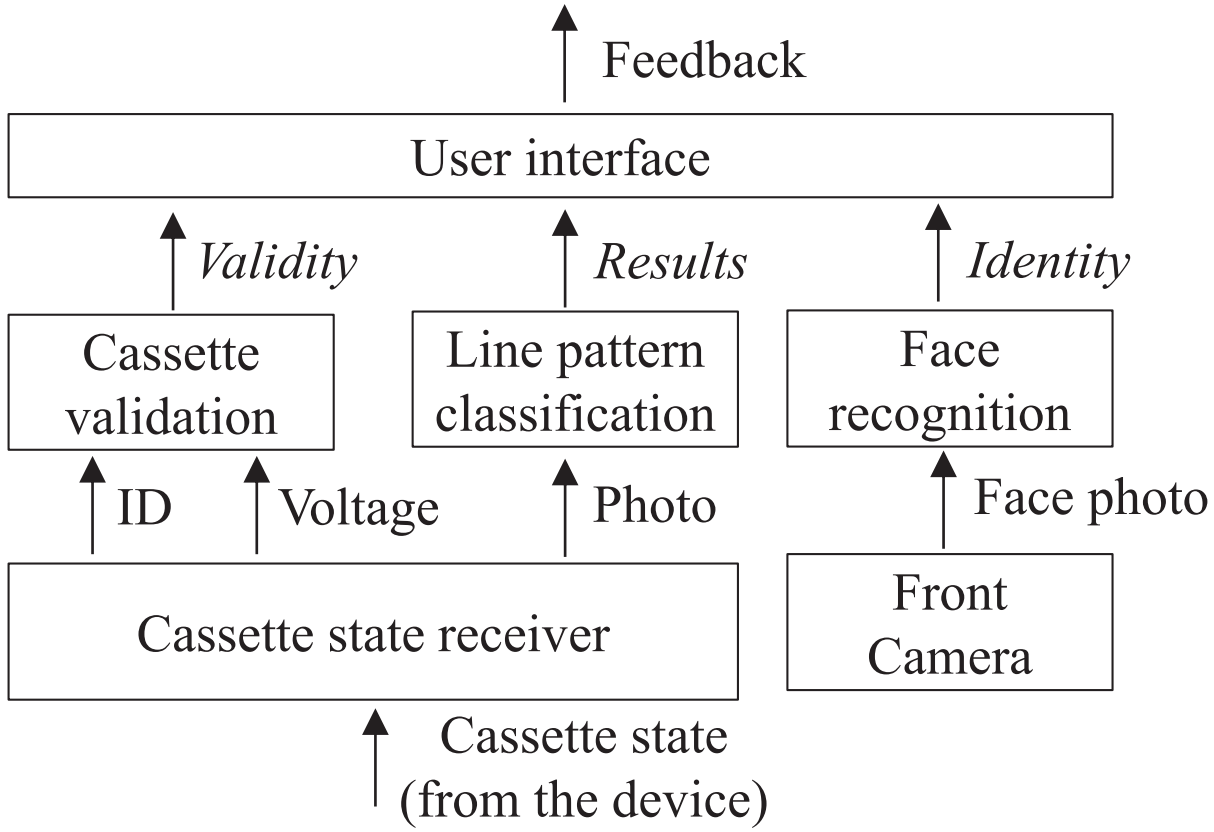 Feedback
User interface
Validity
Results
Identity
Cassette
validation
Line pattern
classification
Face
recognition
ID
Voltage
Photo
Face photo
Cassette state receiver
Front
Camera
Cassette state
(from the device)